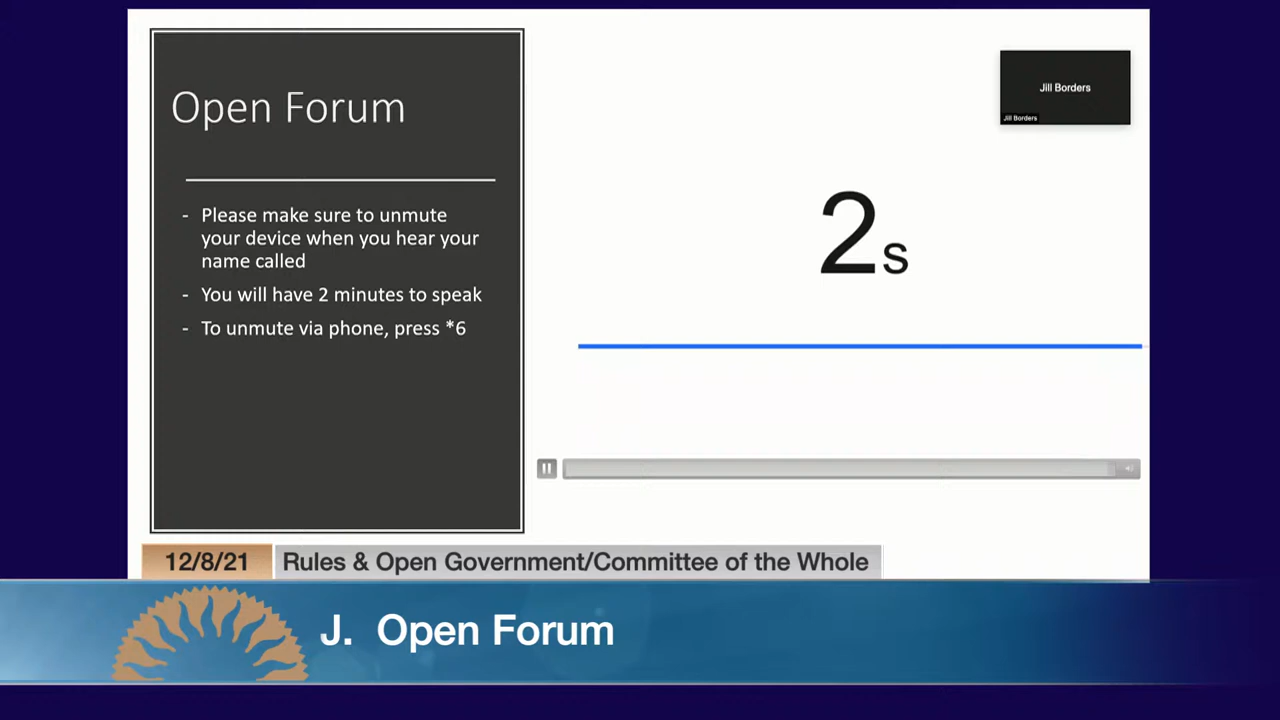 Open Forum
- Please make sure to unmute
your device when you hear your
name called
- You will have 2 minutes to speak
- To unmute via phone, press *6
Jill Borders
Jill Borders
2s
12/8/21 Rules & Open Government/Committee of the Whole
J. Open Forum